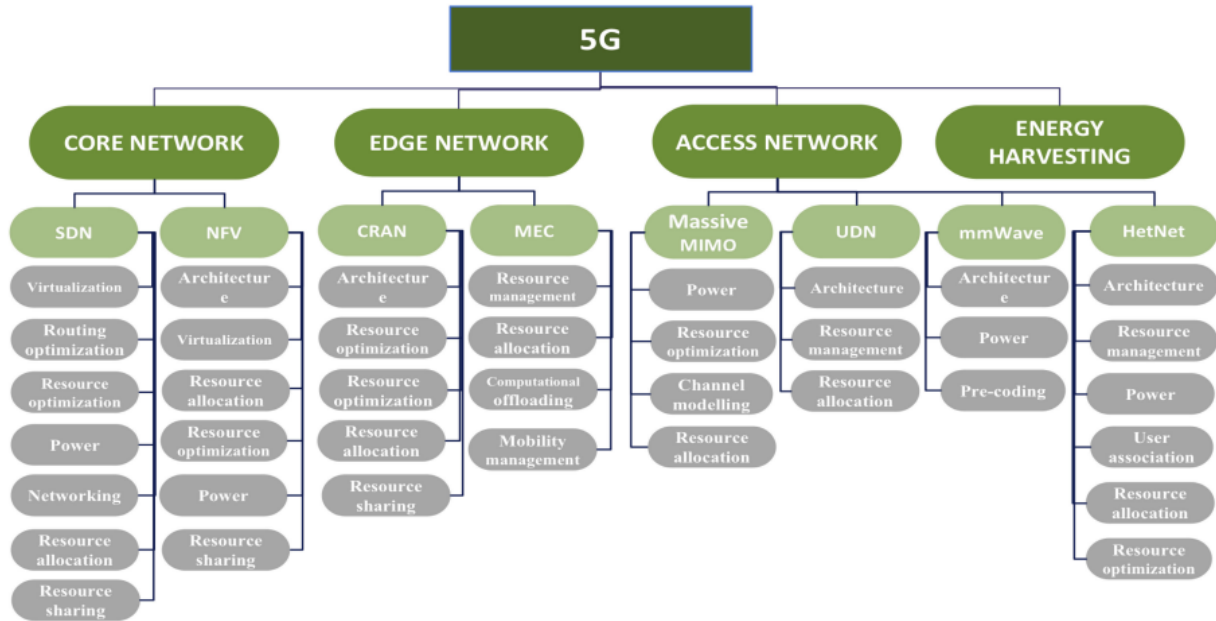 5G
CORE NETWORK
EDGE NETWORK
ACCESS NETWORK
ENERGY
HARVESTING
SDN
NFV
CRAN
MEC
Massive
MIMO
UDN
mmWave
HetNet
Virtualization
Routing
optimization
Resource
optimization
Power
Networking
Resource
allocation
Resource
sharing
Architectur
e
Virtualization
Resource
allocation
Resource
optimization
Power
Resource
sharing
Architectur
e
Resource
optimization
Resource
optimization
Resource
allocation
Resource
sharing
Resource
management
Resource
allocation
Computational
offloading
Mobility
management
Power
Resource
optimization
Channel
modelling
Resource
allocation
Architecture
Resource
management
Resource
allocation
Architectur
e
Power
Pre-coding
Architecture
Resource
management
Power
User
association
Resource
allocation
Resource
optimization